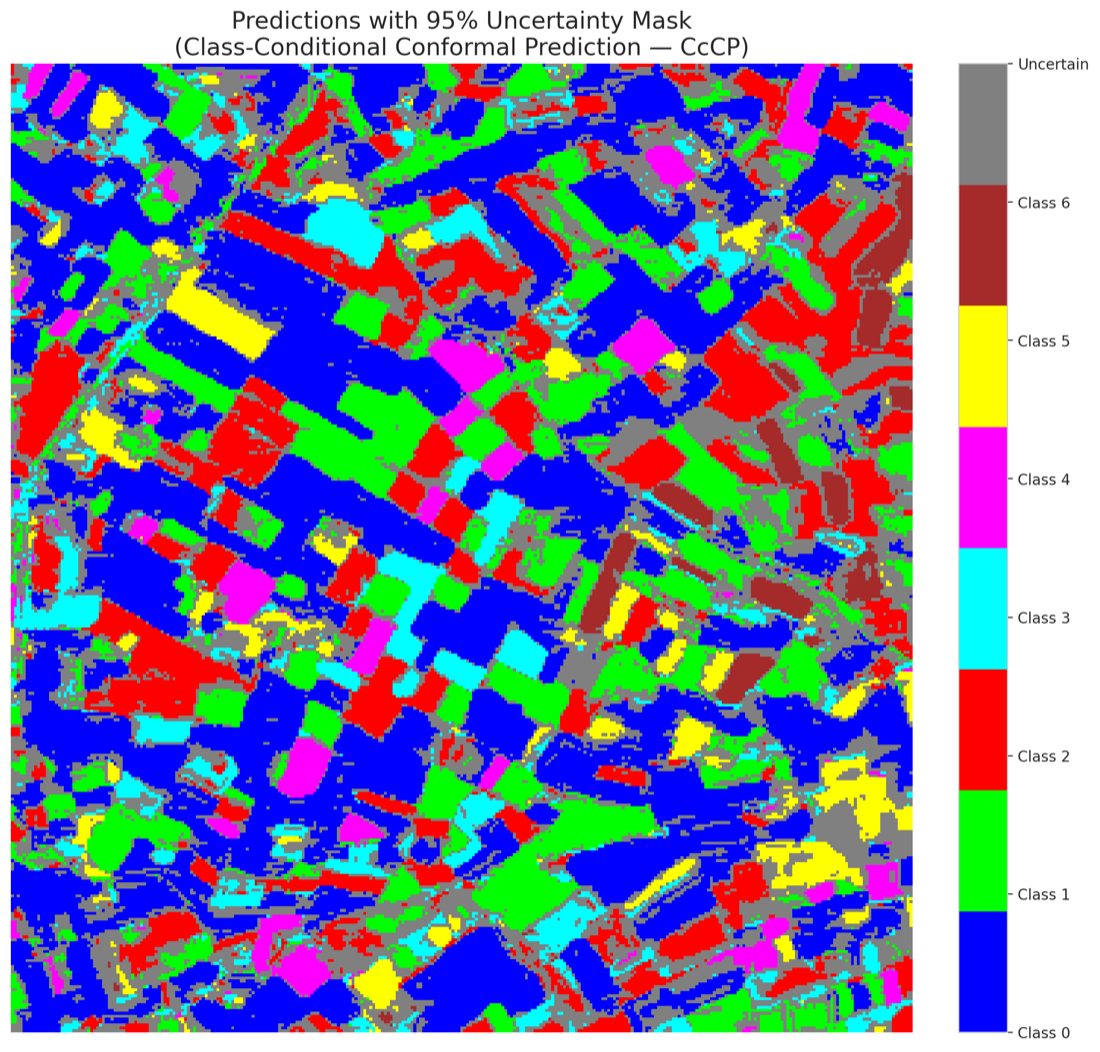 Predictions with 95% Uncertainty Mask
(Class-Conditional Conformal Prediction — CcCP)
Uncertain
Class 6
Class 5
Class 4
Class 3
Class 2
Class 1
Class 0